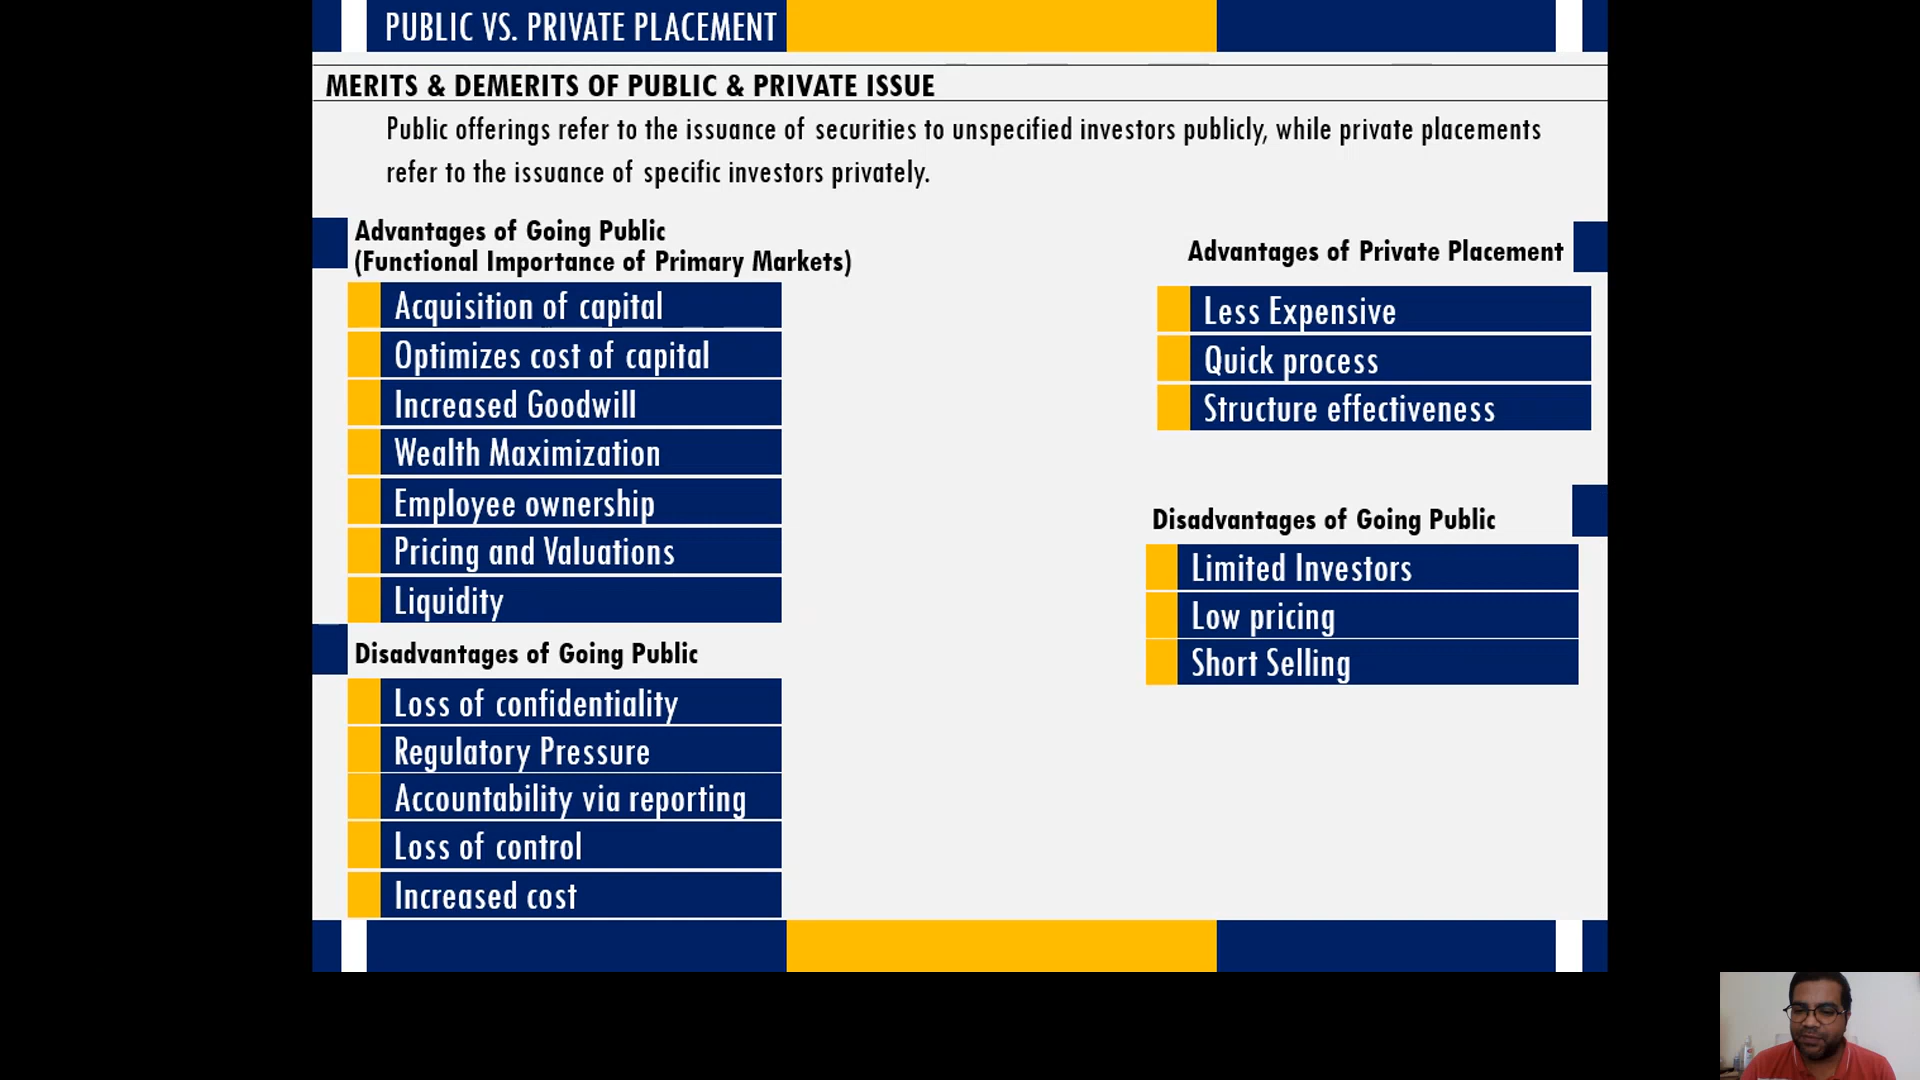 PUBLIC VS. PRIVATE PLACEMENT
MERITS & DEMERITS OF PUBLIC & PRIVATE ISSUE
Public offerings refer to the issuance of securities to unspecified investors publicly, while private placements
refer to the issuance of specific investors privately.
Advantages of Going Public
(Functional Importance of Primary Markets)
Acquisition of capital
Optimizes cost of capital
Increased Goodwill
Wealth Maximization
Employee ownership
Pricing and Valuations
Liquidity
Disadvantages of Going Public
Loss of confidentiality
Regulatory Pressure
Accountability via reporting
Loss of control
Increased cost
Advantages of Private Placement
Less Expensive
Quick process
Structure effectiveness
Disadvantages of Going Public
Limited Investors
Low pricing
Short Selling